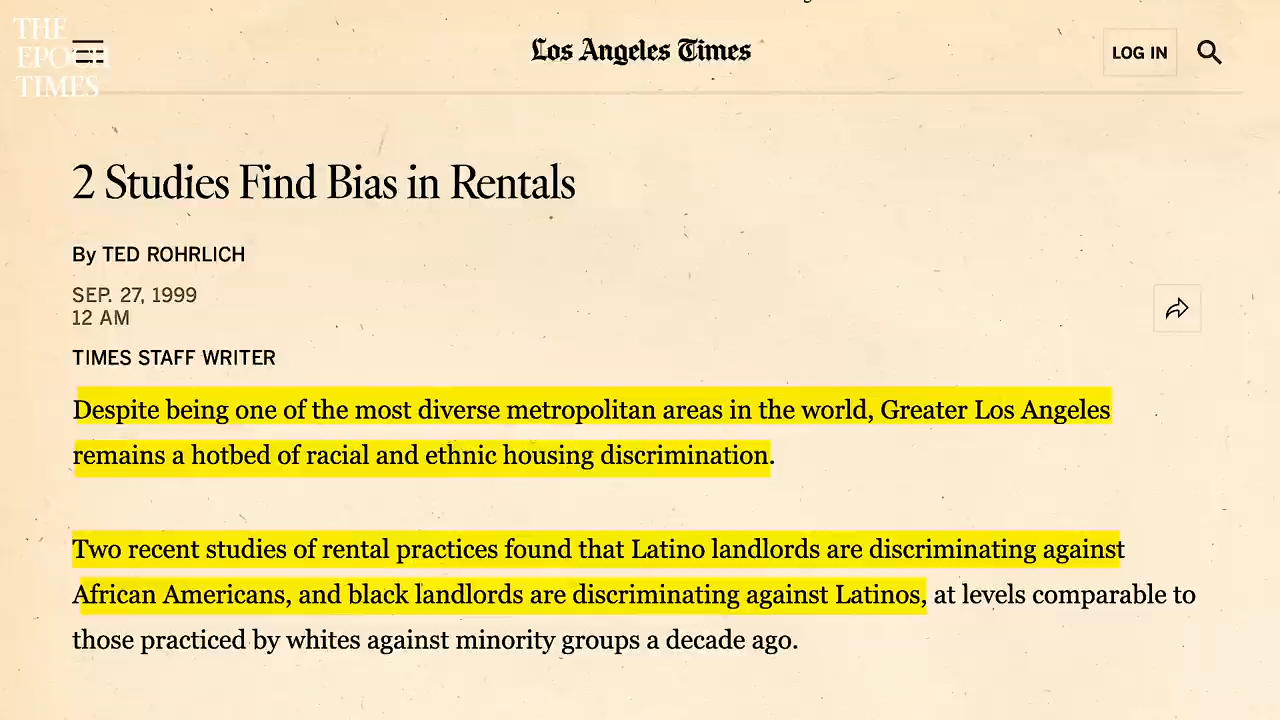 THE
EPOCH
TIMES
Los Angeles Times
LOG IN
2 Studies Find Bias in Rentals
By TED ROHRLICH
SEP. 27, 1999
12 AM
TIMES STAFF WRITER
Despite being one of the most diverse metropolitan areas in the world, Greater Los Angeles
remains a hotbed of racial and ethnic housing discrimination.
Two recent studies of rental practices found that Latino landlords are discriminating against
African Americans, and black landlords are discriminating against Latinos, at levels comparable to
those practiced by whites against minority groups a decade ago.